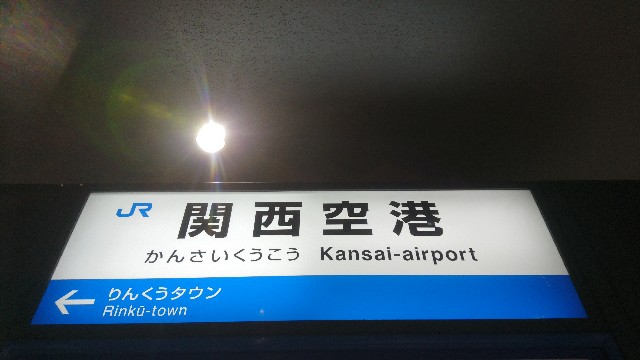 JR 関西空港
かんさいくうこう Kansai-airport
← りんくうタウン
Rinkū-town